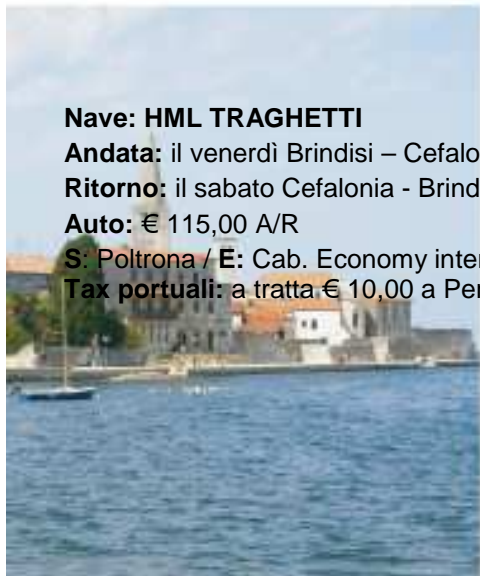 Nave: HML TRAGHETTI
Andata: il venerdì Brindisi – Cefalo
Ritorno: il sabato Cefalonia - Brind
Auto: € 115,00 A/R
S: Poltrona / E: Cab. Economy inter
Tax portuali: a tratta € 10,00 a Per